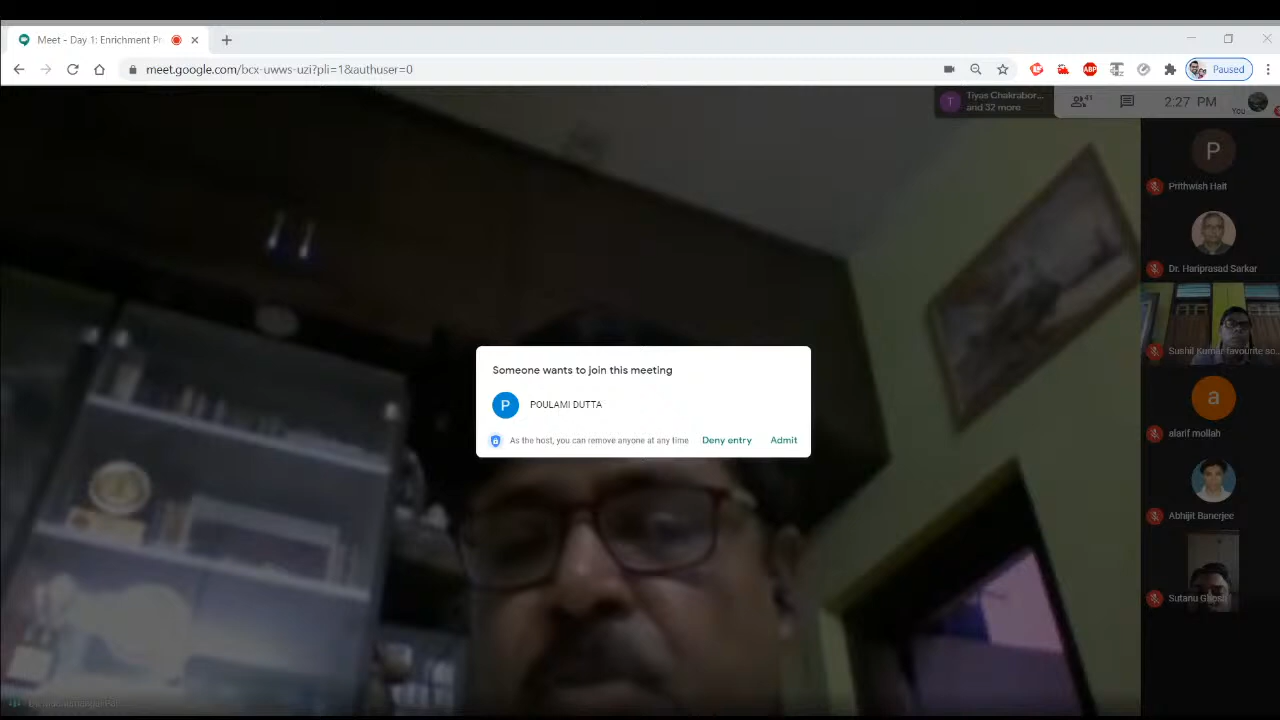 Meet - Day 1: Enrichment Pr
meet.google.com/bcx-uwws-uzi?pli=1&authuser=0
ABP
Paused
T
Tiyas Chakrabor...
and 32 more
41
2:27 PM
You
P
Prithwish Hait
Dr. Hariprasad Sarkar
Sushil Kumar favourite so...
Someone wants to join this meeting
P
POULAMI DUTTA
As the host, you can remove anyone at any time
Deny entry
Admit
a
alarif mollah
Abhijit Banerjee
Sutanu Ghosh